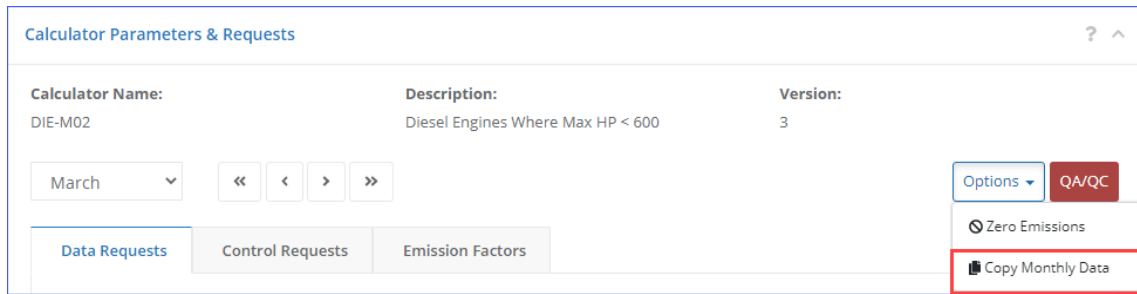 Calculator Parameters & Requests ?
Calculator Name: Description: Version:
DIE-M02 Diesel Engines Where Max HP < 600 3
March « < > » Options QA/QC
Zero Emissions
Data Requests Control Requests Emission Factors
Copy Monthly Data